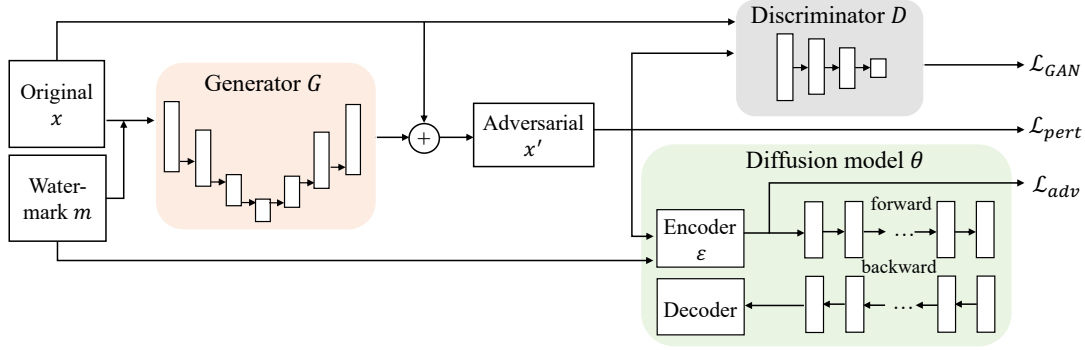 Discriminator D
Original
x
Generator G
ℒ_GAN
+
Adversarial
x′
ℒ_pert
Water-
mark m
Diffusion model θ
ℒ_adv
Encoder
ε
forward
...
backward
Decoder
...